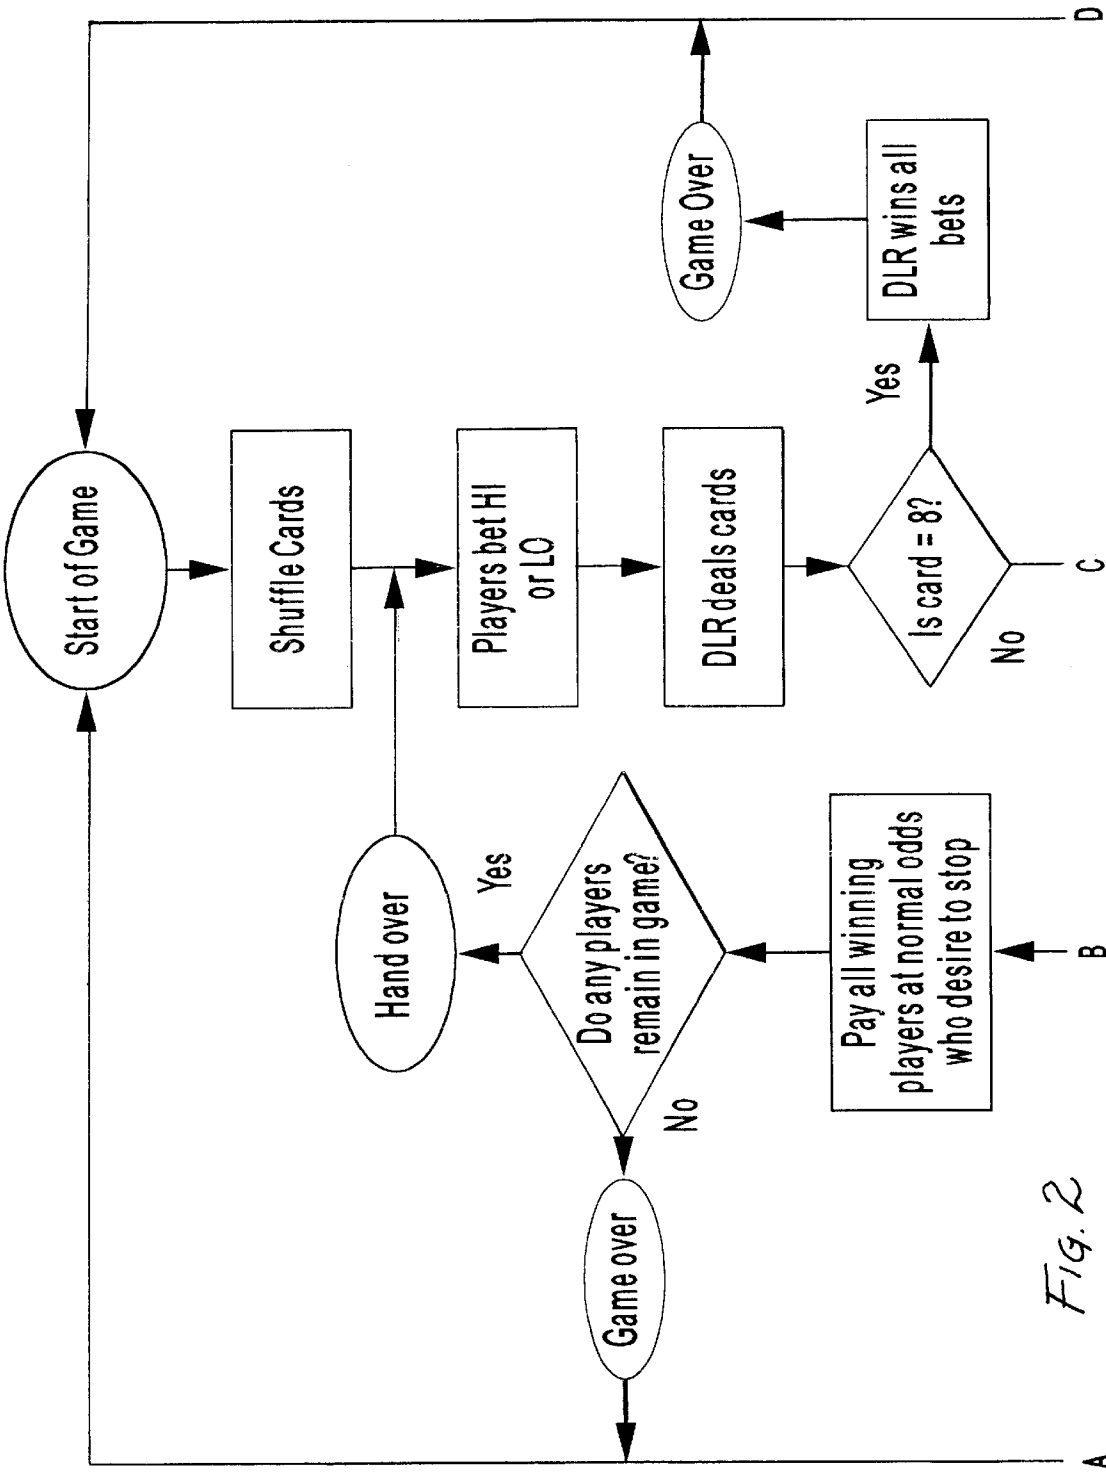 Start of Game
Shuffle Cards
Hand over
Players bet HI
or LO
Yes
Do any players
remain in game?
No
Game over
DLR deals cards
Game Over
Pay all winning
players at normal odds
who desire to stop
Is card = 8?
Yes
No
DLR wins all
bets
A
B
C
D
FIG. 2